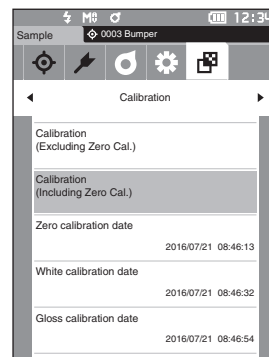 12:34
Sample
0003 Bumper
Calibration
Calibration
(Excluding Zero Cal.)
Calibration
(Including Zero Cal.)
Zero calibration date
2016/07/21 08:46:13
White calibration date
2016/07/21 08:46:32
Gloss calibration date
2016/07/21 08:46:54